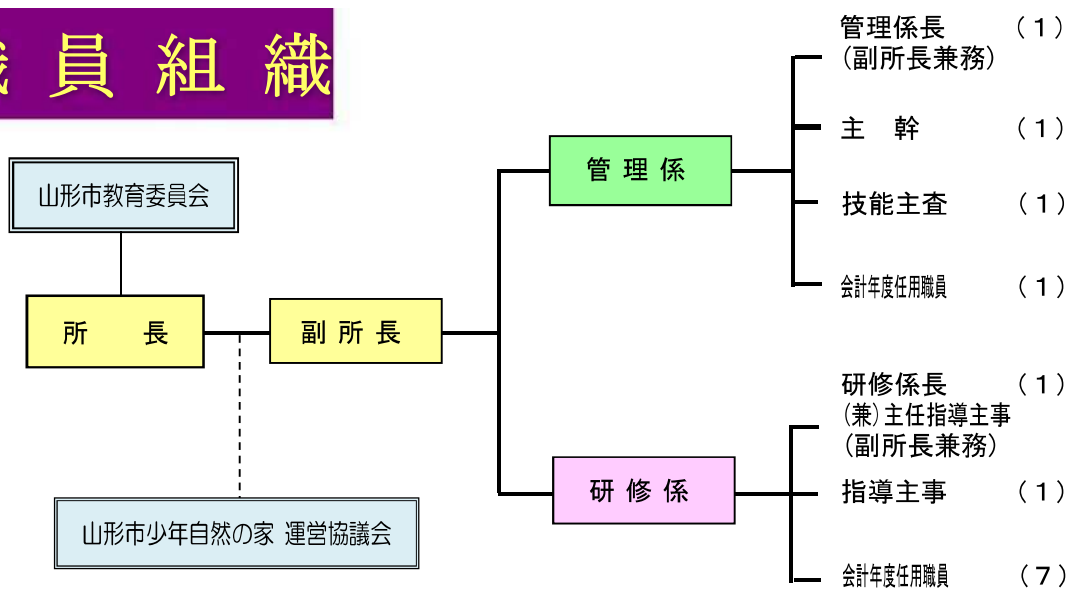 員 組 織
山形市教育委員会
所　　長
副 所 長
山形市少年自然の家 運営協議会
管 理 係
管理係長　　（１）
(副所長兼務)
主　幹　　（１）
技能主査　　（１）
会計年度任用職員　　（１）
研 修 係
研修係長　　（１）
(兼)主任指導主事
(副所長兼務)
指導主事　　（１）
会計年度任用職員　　（７）